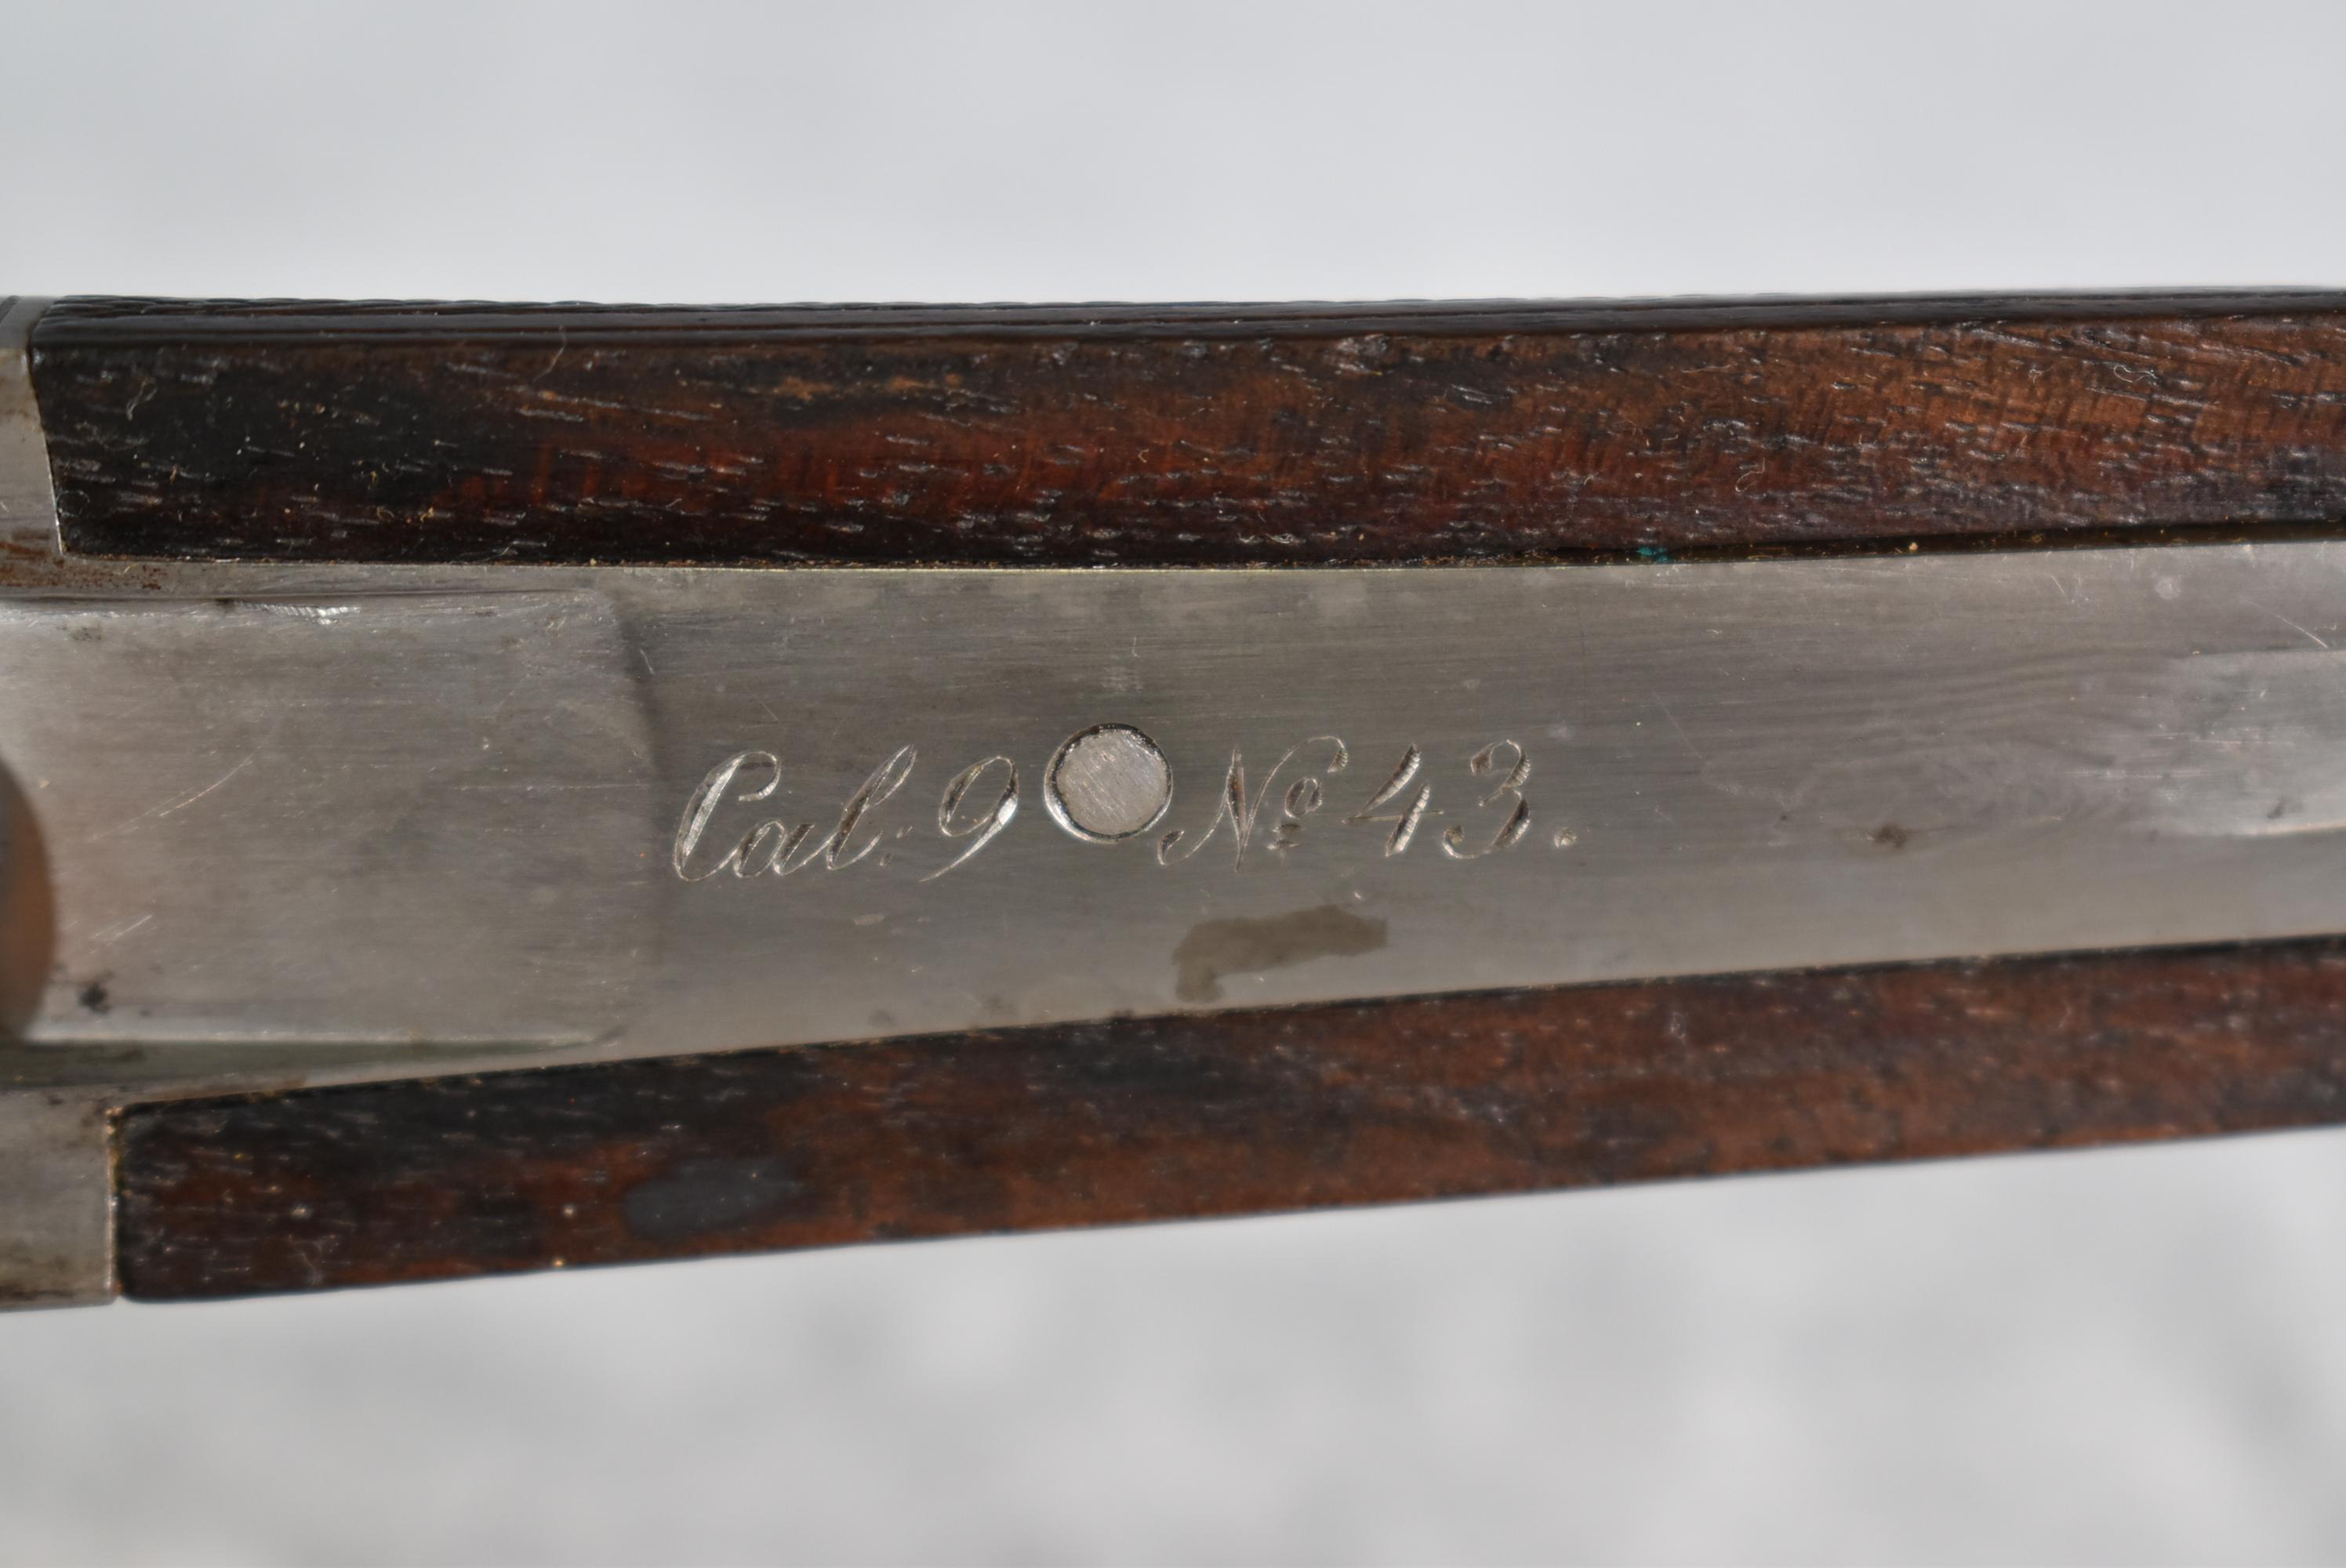 Cal. 9 Nº 43.